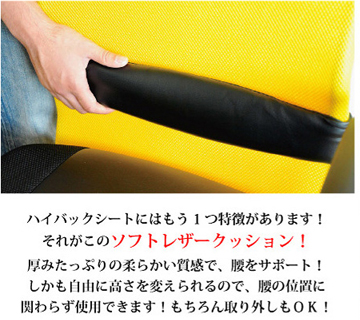 ハイバックシートにはもう1つ特徴があります!
それがこのソフトレザークッション!
厚みたっぷりの柔らかい質感で、腰をサポート!
しかも自由に高さを変えられるので、腰の位置に
関わらず使用できます!もちろん取り外しもOK!